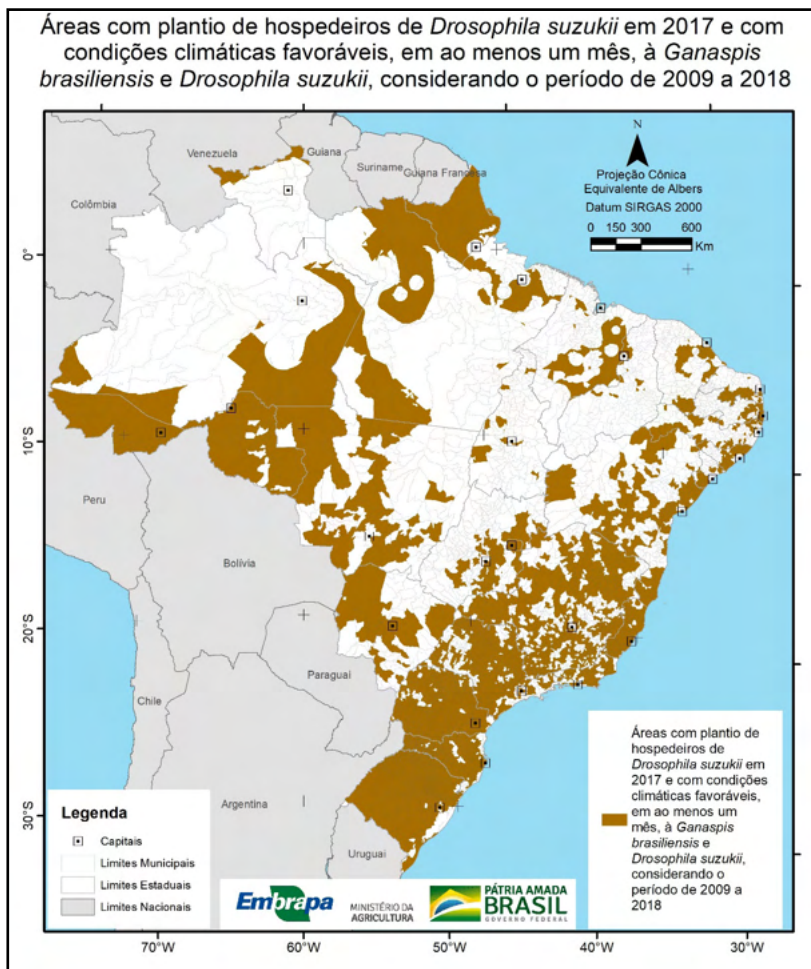 Áreas com plantio de hospedeiros de Drosophila suzukii em 2017 e com
condições climáticas favoráveis, em ao menos um mês, à Ganaspis
brasiliensis e Drosophila suzukii, considerando o período de 2009 a 2018
N
Projeção Cônica
Equivalente de Albers
Datum SIRGAS 2000
0 150 300 600
Km
Venezuela
Guiana
Suriname
Guiana Francesa
Colômbia
0°
10°S
Peru
Bolívia
20°S
Paraguai
Chile
30°S
Argentina
Uruguai
Legenda
Capitais
Limites Municipais
Limites Estaduais
Limites Nacionais
Embrapa
MINISTÉRIO DA
AGRICULTURA
PÁTRIA AMADA
BRASIL
GOVERNO FEDERAL
Áreas com plantio de
hospedeiros de
Drosophila suzukii em
2017 e com condições
climáticas favoráveis,
em ao menos um
mês, à Ganaspis
brasiliensis e
Drosophila suzukii,
considerando o
período de 2009 a
2018
70°W 60°W 50°W 40°W 30°W